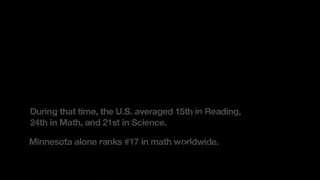 During that time, the U.S. averaged 15th in Reading,
24th in Math, and 21st in Science.
Minnesota alone ranks #17 in math worldwide.